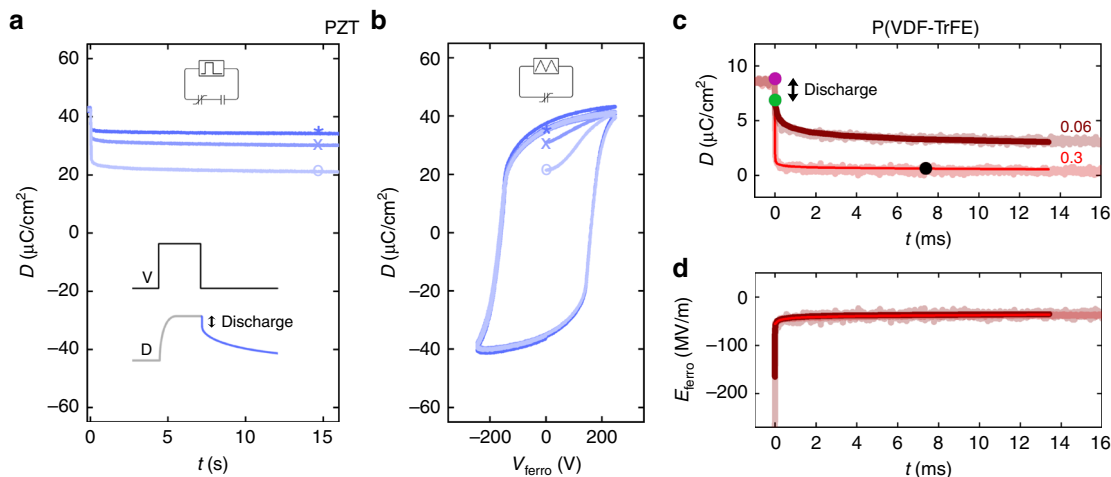 a
PZT
60
40
20
0
−20
−40
−60
D (μC/cm²)
V
D
Discharge
0 5 10 15
t (s)
b
60
40
20
0
−20
−40
−60
D (μC/cm²)
−200 0 200
V_ferro (V)
c
P(VDF-TrFE)
10
5
0
D (μC/cm²)
Discharge
0.06
0.3
0 2 4 6 8 10 12 14 16
t (ms)
d
0
−100
−200
E_ferro (MV/m)
0 2 4 6 8 10 12 14 16
t (ms)